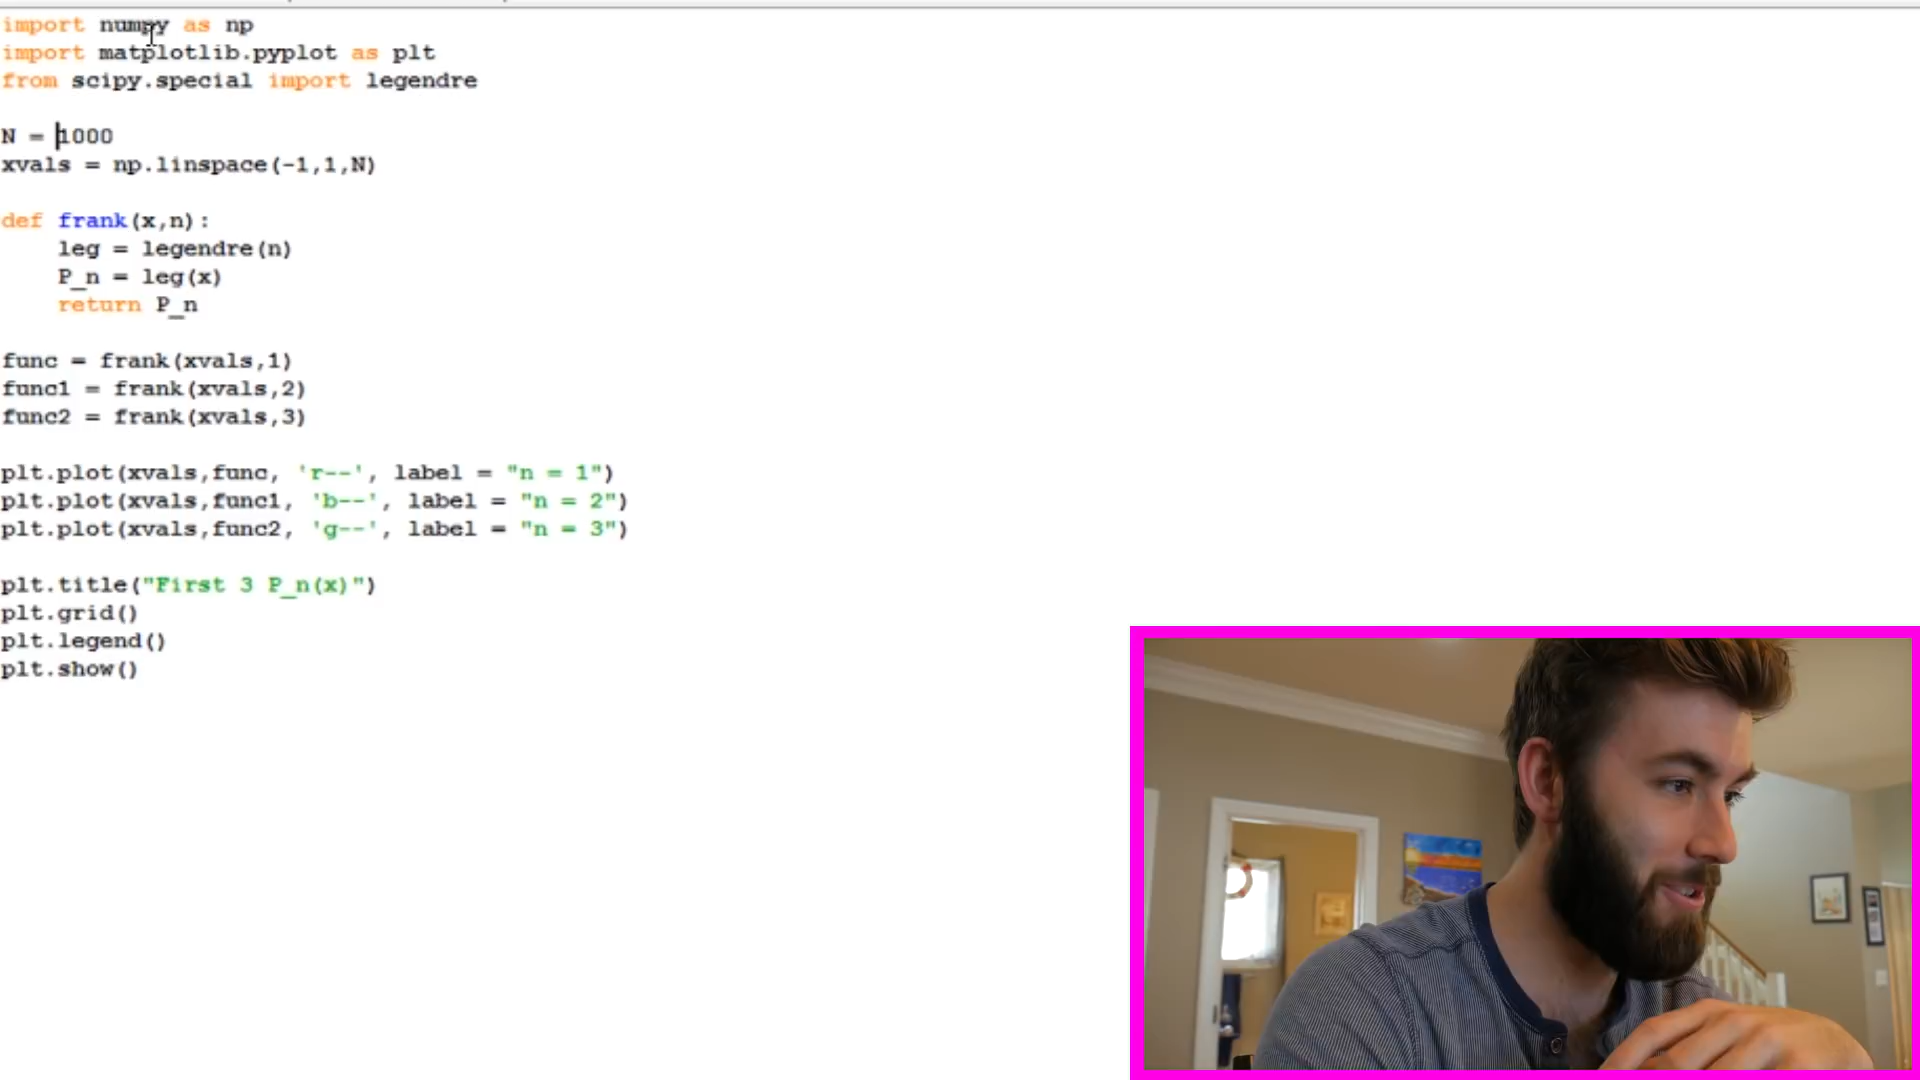 import numpy as np
import matplotlib.pyplot as plt
from scipy.special import legendre
N = 1000
xvals = np.linspace(-1,1,N)
def frank(x,n):
leg = legendre(n)
P_n = leg(x)
return P_n
func = frank(xvals,1)
func1 = frank(xvals,2)
func2 = frank(xvals,3)
plt.plot(xvals,func, 'r--', label = "n = 1")
plt.plot(xvals,func1, 'b--', label = "n = 2")
plt.plot(xvals,func2, 'g--', label = "n = 3")
plt.title("First 3 P_n(x)")
plt.grid()
plt.legend()
plt.show()